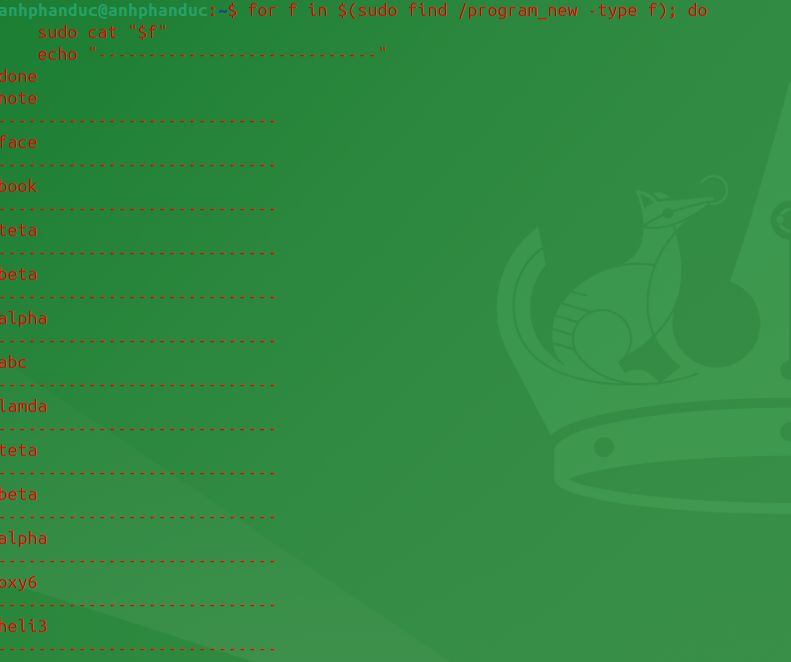 anhphanduc@anhphanduc:~$ for f in $(sudo find /program_new -type f); do
    sudo cat "$f"
    echo "----------------------------"
done
note
----------------------------
face
----------------------------
book
----------------------------
teta
----------------------------
beta
----------------------------
alpha
----------------------------
abc
----------------------------
lamda
----------------------------
teta
----------------------------
beta
----------------------------
alpha
----------------------------
oxy6
----------------------------
heli3
----------------------------